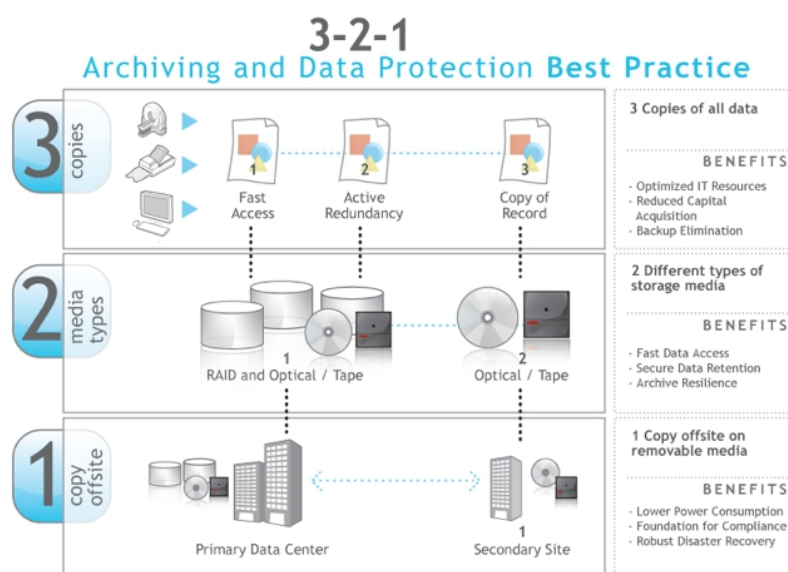 3-2-1
Archiving and Data Protection Best Practice
3
copies
1
2
3
Fast
Access
Active
Redundancy
Copy of
Record
3 Copies of all data
BENEFITS
- Optimized IT Resources
- Reduced Capital
Acquisition
- Backup Elimination
2
media
types
1
RAID and Optical / Tape
2
Optical / Tape
2 Different types of
storage media
BENEFITS
- Fast Data Access
- Secure Data Retention
- Archive Resilience
1
copy
offsite
Primary Data Center
1
Secondary Site
1 Copy offsite on
removable media
BENEFITS
- Lower Power Consumption
- Foundation for Compliance
- Robust Disaster Recovery